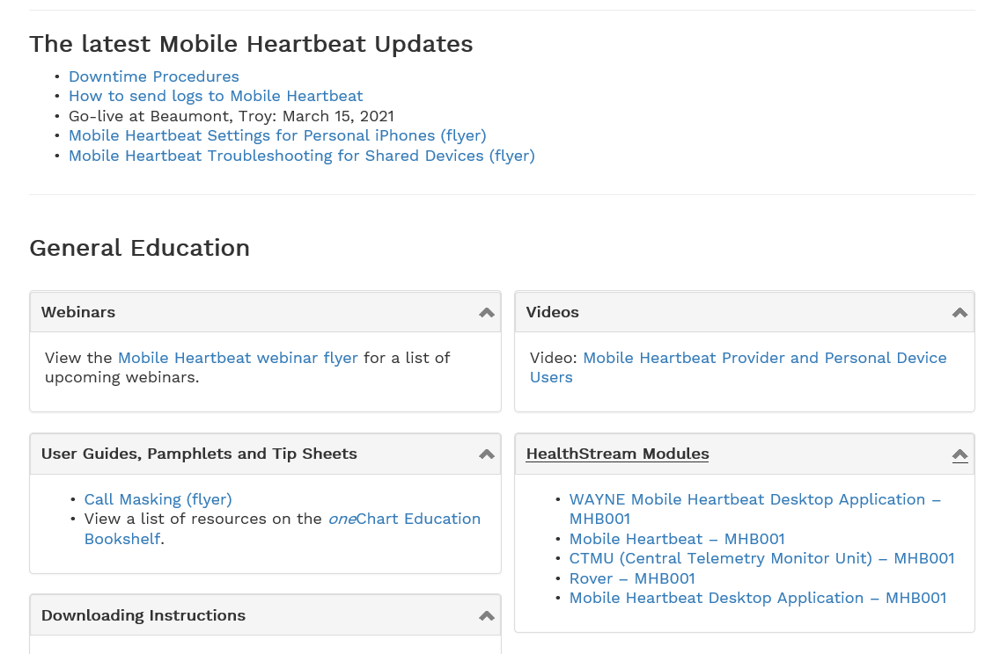 The latest Mobile Heartbeat Updates
• Downtime Procedures
• How to send logs to Mobile Heartbeat
• Go-live at Beaumont, Troy: March 15, 2021
• Mobile Heartbeat Settings for Personal iPhones (flyer)
• Mobile Heartbeat Troubleshooting for Shared Devices (flyer)
General Education
Webinars
View the Mobile Heartbeat webinar flyer for a list of
upcoming webinars.
Videos
Video: Mobile Heartbeat Provider and Personal Device
Users
User Guides, Pamphlets and Tip Sheets
• Call Masking (flyer)
• View a list of resources on the oneChart Education
Bookshelf.
HealthStream Modules
• WAYNE Mobile Heartbeat Desktop Application –
MHB001
• Mobile Heartbeat – MHB001
• CTMU (Central Telemetry Monitor Unit) – MHB001
• Rover – MHB001
• Mobile Heartbeat Desktop Application – MHB001
Downloading Instructions